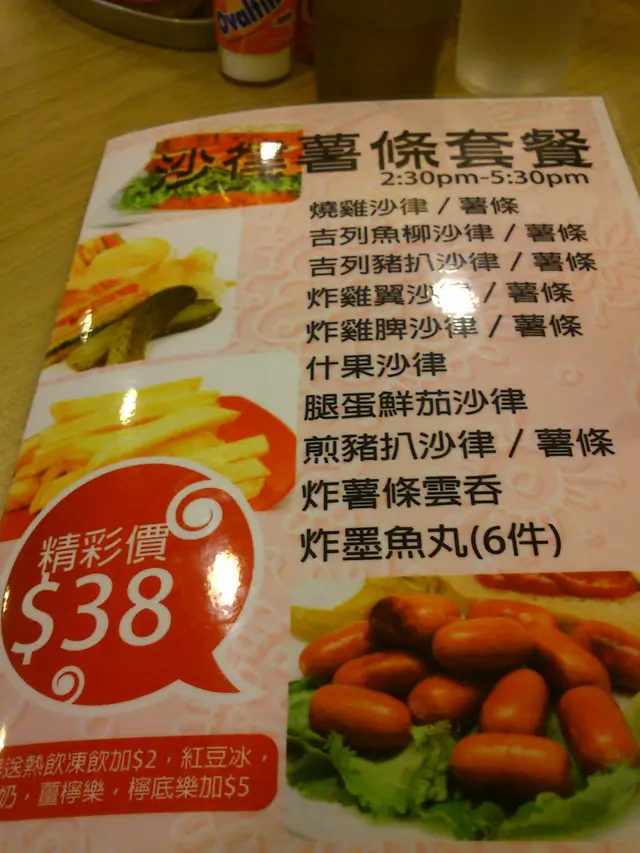 Ovaltin
沙律薯條套餐
2:30pm-5:30pm
燒雞沙律 / 薯條
吉列魚柳沙律 / 薯條
吉列豬扒沙律 / 薯條
炸雞翼沙 / 薯條
炸雞脾沙律 / 薯條
什果沙律
腿蛋鮮茄沙律
煎豬扒沙律 / 薯條
炸薯條雲吞
炸墨魚丸(6件)
精彩價
$38
送熱飲凍飲加$2，紅豆冰，
奶，薑檸樂，檸底樂加$5